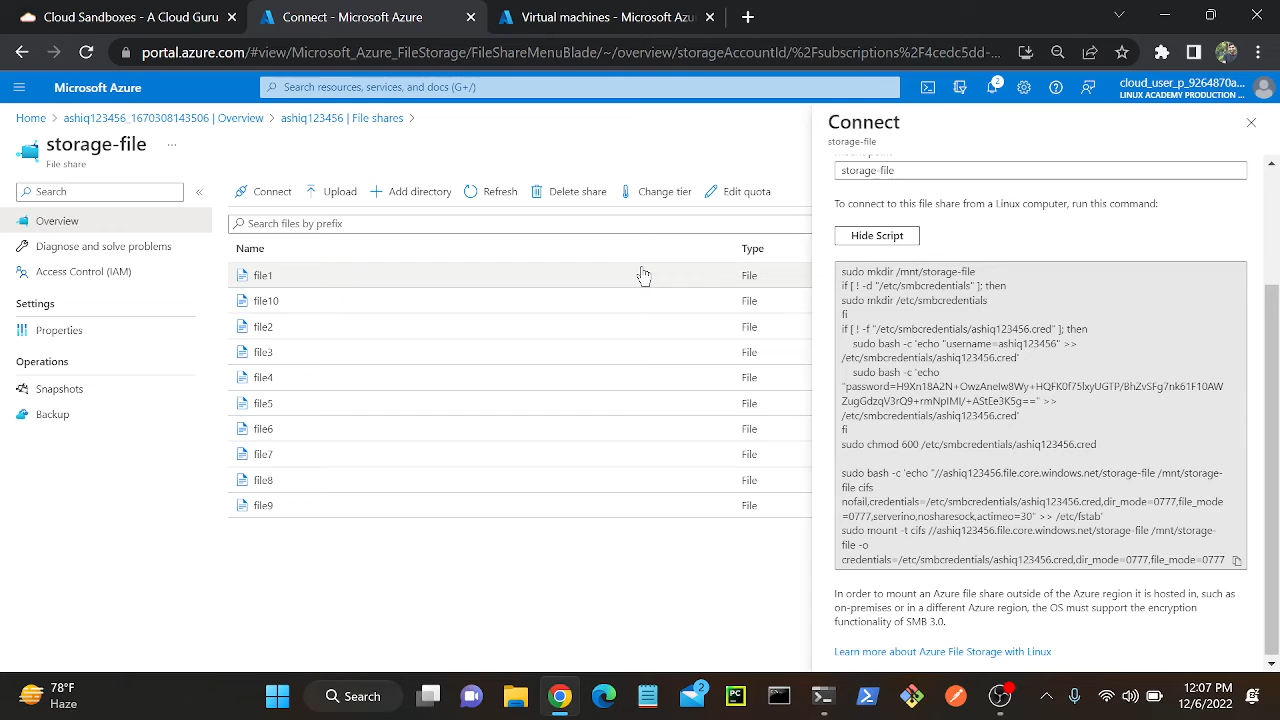 A Cloud Sandboxes - A Cloud Guru
Connect - Microsoft Azure
Virtual machines - Microsoft Azu
portal.azure.com/#view/Microsoft_Azure_FileStorage/FileShareMenuBlade/~/overview/storageAccountId/%2Fsubscriptions%2F4cedc5dd-...
Microsoft Azure
Search resources, services, and docs (G+/)
2
cloud_user_p_9264870a...
LINUX ACADEMY PRODUCTION ...
Home > ashiq123456_1670308143506 | Overview > ashiq123456 | File shares >
storage-file ...
File share
Search
«
Overview
Diagnose and solve problems
Access Control (IAM)
Settings
Properties
Operations
Snapshots
Backup
Connect
Upload
Add directory
Refresh
Delete share
Change tier
Edit quota
Search files by prefix
Name Type
file1 File
file10 File
file2 File
file3 File
file4 File
file5 File
file6 File
file7 File
file8 File
file9 File
Connect
storage-file
storage-file
To connect to this file share from a Linux computer, run this command:
Hide Script
sudo mkdir /mnt/storage-file
if [ ! -d "/etc/smbcredentials" ]; then
sudo mkdir /etc/smbcredentials
fi
if [ ! -f "/etc/smbcredentials/ashiq123456.cred" ]; then
sudo bash -c 'echo "username=ashiq123456" >>
/etc/smbcredentials/ashiq123456.cred'
sudo bash -c 'echo
fi
sudo chmod 600 /etc/smbcredentials/ashiq123456.cred
sudo bash -c 'echo "//ashiq123456.file.core.windows.net/storage-file /mnt/storage-
file cifs
nofail,credentials=/etc/smbcredentials/ashiq123456.cred,dir_mode=0777,file_mode
=0777,serverino,nosharesock,actimeo=30" >> /etc/fstab'
sudo mount -t cifs //ashiq123456.file.core.windows.net/storage-file /mnt/storage-
file -o
credentials=/etc/smbcredentials/ashiq123456.cred,dir_mode=0777,file_mode=0777
In order to mount an Azure file share outside of the Azure region it is hosted in, such as
on-premises or in a different Azure region, the OS must support the encryption
functionality of SMB 3.0.
Learn more about Azure File Storage with Linux
78°F
Haze
Search
2
PC
12:07 PM
12/6/2022